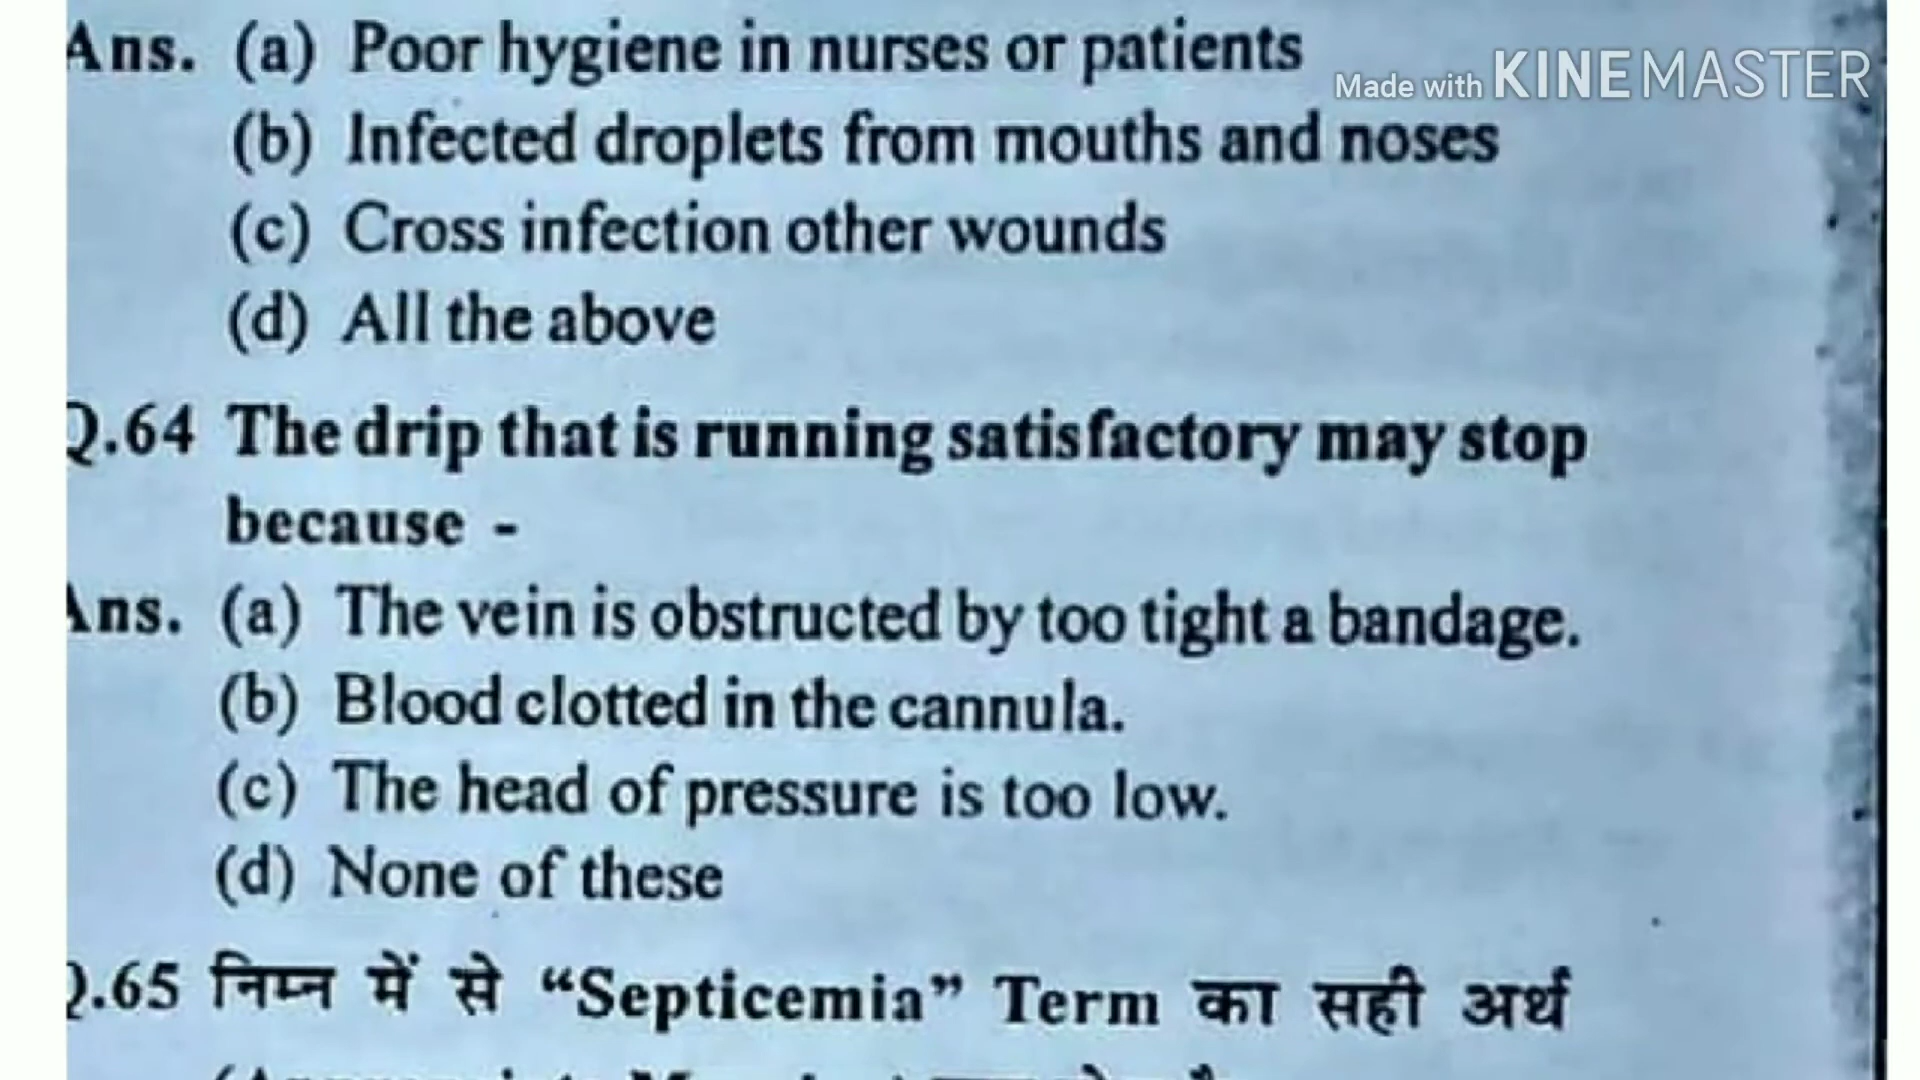 Ans. (a) Poor hygiene in nurses or patients
Made with KINEMASTER
(b) Infected droplets from mouths and noses
(c) Cross infection other wounds
(d) All the above
Q.64 The drip that is running satisfactory may stop
because -
Ans. (a) The vein is obstructed by too tight a bandage.
(b) Blood clotted in the cannula.
(c) The head of pressure is too low.
(d) None of these
Q.65 निम्न में से “Septicemia” Term का सही अर्थ